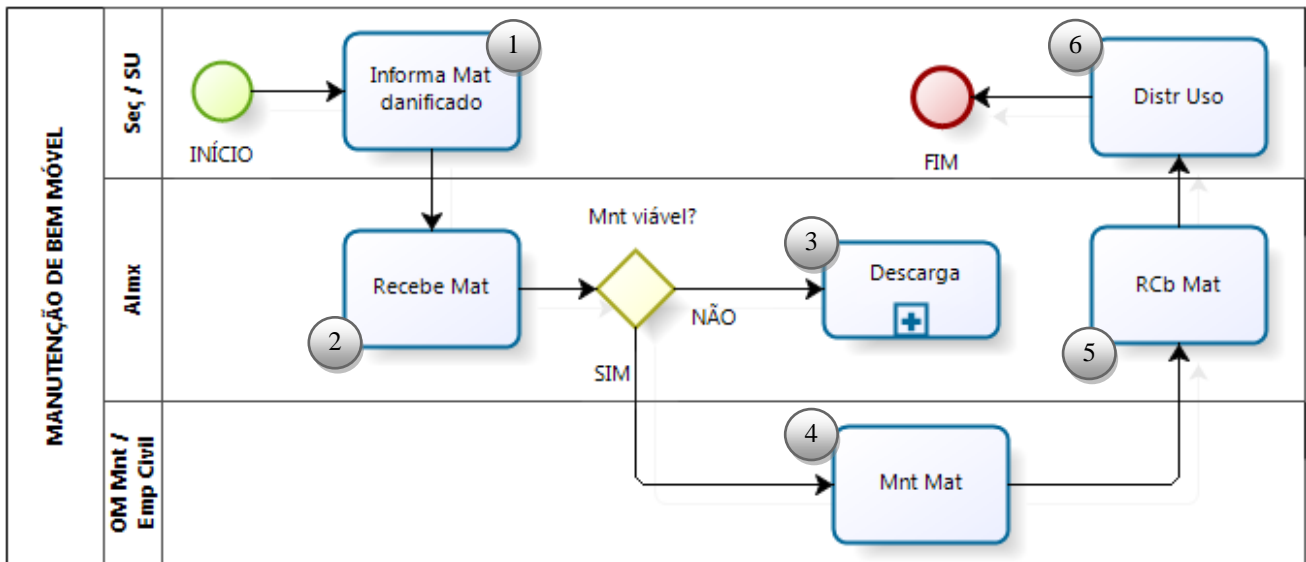 MANUTENÇÃO DE BEM MÓVEL
Seç / SU
INÍCIO
1
Informa Mat
danificado
FIM
6
Distr Uso
Almx
2
Recebe Mat
Mnt viável?
NÃO
SIM
3
Descarga
5
RCb Mat
OM Mnt /
Emp Civil
4
Mnt Mat